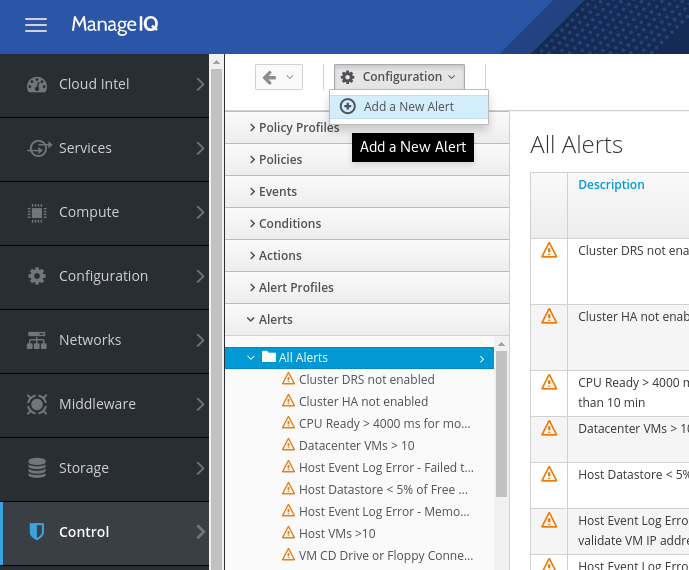 ManageIQ
Cloud Intel
Services
Compute
Configuration
Networks
Middleware
Storage
Control
Configuration
Add a New Alert
Add a New Alert
Policy Profiles
Policies
Events
Conditions
Actions
Alert Profiles
Alerts
All Alerts
Cluster DRS not enabled
Cluster HA not enabled
CPU Ready > 4000 ms for mo...
Datacenter VMs > 10
Host Event Log Error - Failed t...
Host Datastore < 5% of Free ...
Host Event Log Error - Memo...
Host VMs >10
VM CD Drive or Floppy Conne...
All Alerts
Description
Cluster DRS not ena
Cluster HA not enab
CPU Ready > 4000 m
than 10 min
Datacenter VMs > 10
Host Datastore < 5%
Host Event Log Erro
validate VM IP addre
Host Event Log Erro